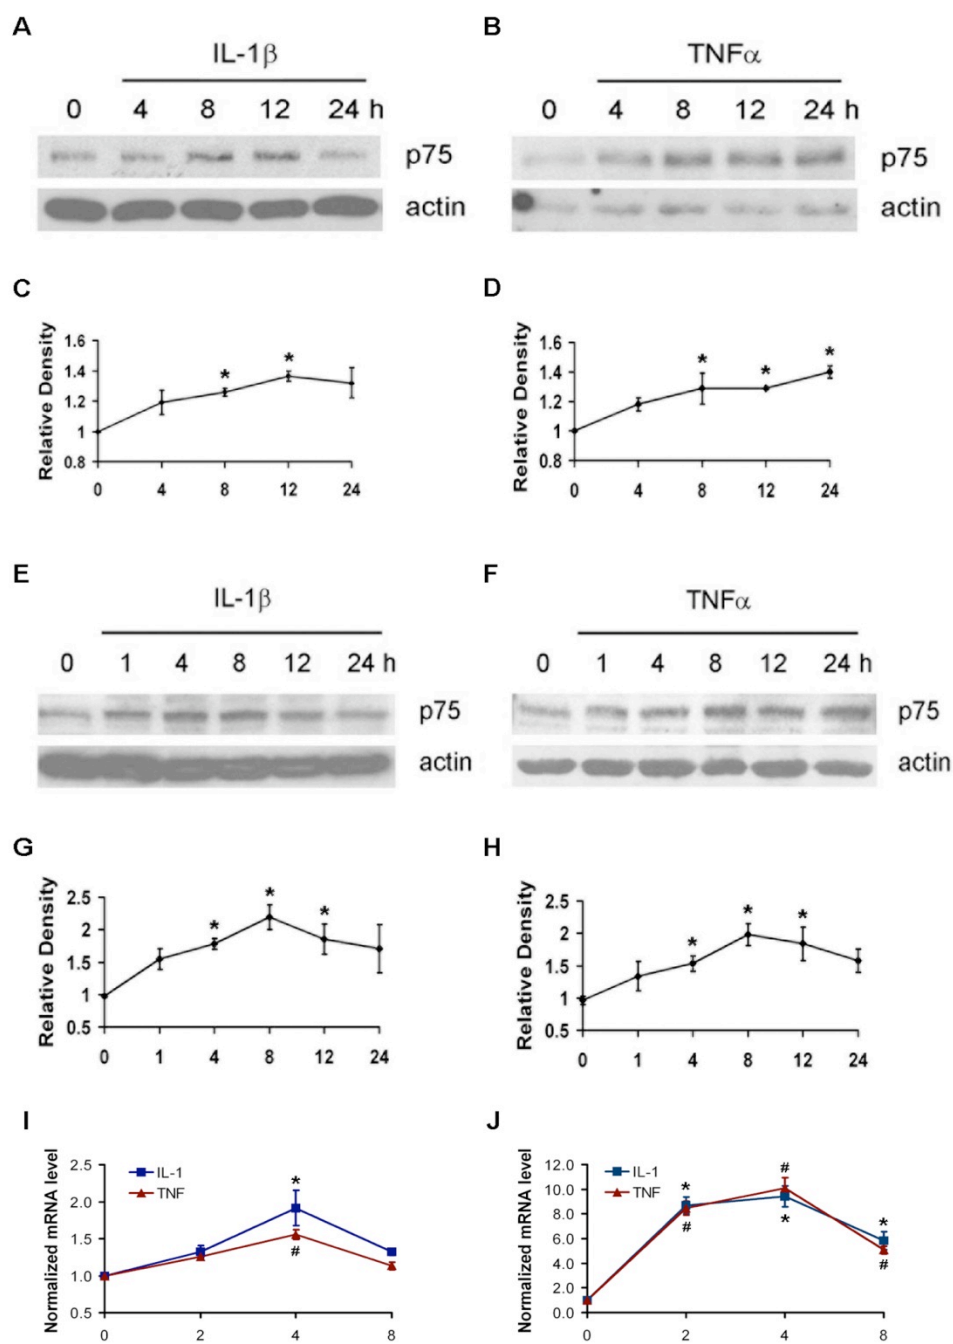 A
IL-1β
0 4 8 12 24 h
p75
actin
B
TNFα
0 4 8 12 24 h
p75
actin
C
Relative Density
1.6
1.4
1.2
1
0.8
* *
0 4 8 12 24
D
Relative Density
1.6
1.4
1.2
1
0.8
* * *
0 4 8 12 24
E
IL-1β
0 1 4 8 12 24 h
p75
actin
F
TNFα
0 1 4 8 12 24 h
p75
actin
G
Relative Density
2.5
2
1.5
1
0.5
* * *
0 1 4 8 12 24
H
Relative Density
2.5
2
1.5
1
0.5
* * *
0 1 4 8 12 24
I
Normalized mRNA level
2.5
2.0
1.5
1.0
0.5
IL-1
TNF
*
#
0 2 4 8
J
Normalized mRNA level
12.0
10.0
8.0
6.0
4.0
2.0
0.0
IL-1
TNF
* # *
# * #
0 2 4 8